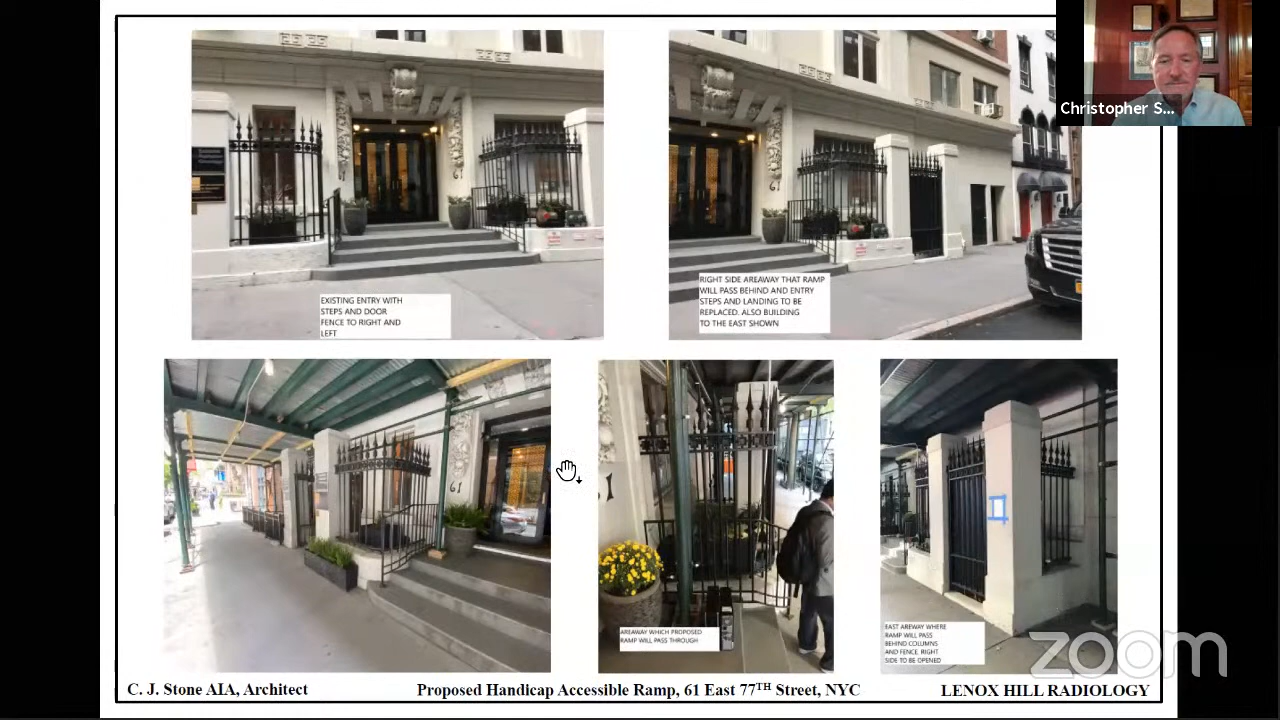 Christopher S...
EXISTING ENTRY WITH
STEPS AND DOOR
FENCE TO RIGHT AND
LEFT
RIGHT SIDE AREAWAY THAT RAMP
WILL PASS BEHIND AND ENTRY
STEPS AND LANDING TO BE
REPLACED. ALSO BUILDING
TO THE EAST SHOWN
61
61
AREAWAY WHICH PROPOSED
RAMP WILL PASS THROUGH
EAST AREWAY WHERE
RAMP WILL PASS
BEHIND COLUMNS
AND FENCE. RIGHT
SIDE TO BE OPENED
zoom
C. J. Stone AIA, Architect
Proposed Handicap Accessible Ramp, 61 East 77TH Street, NYC
LENOX HILL RADIOLOGY